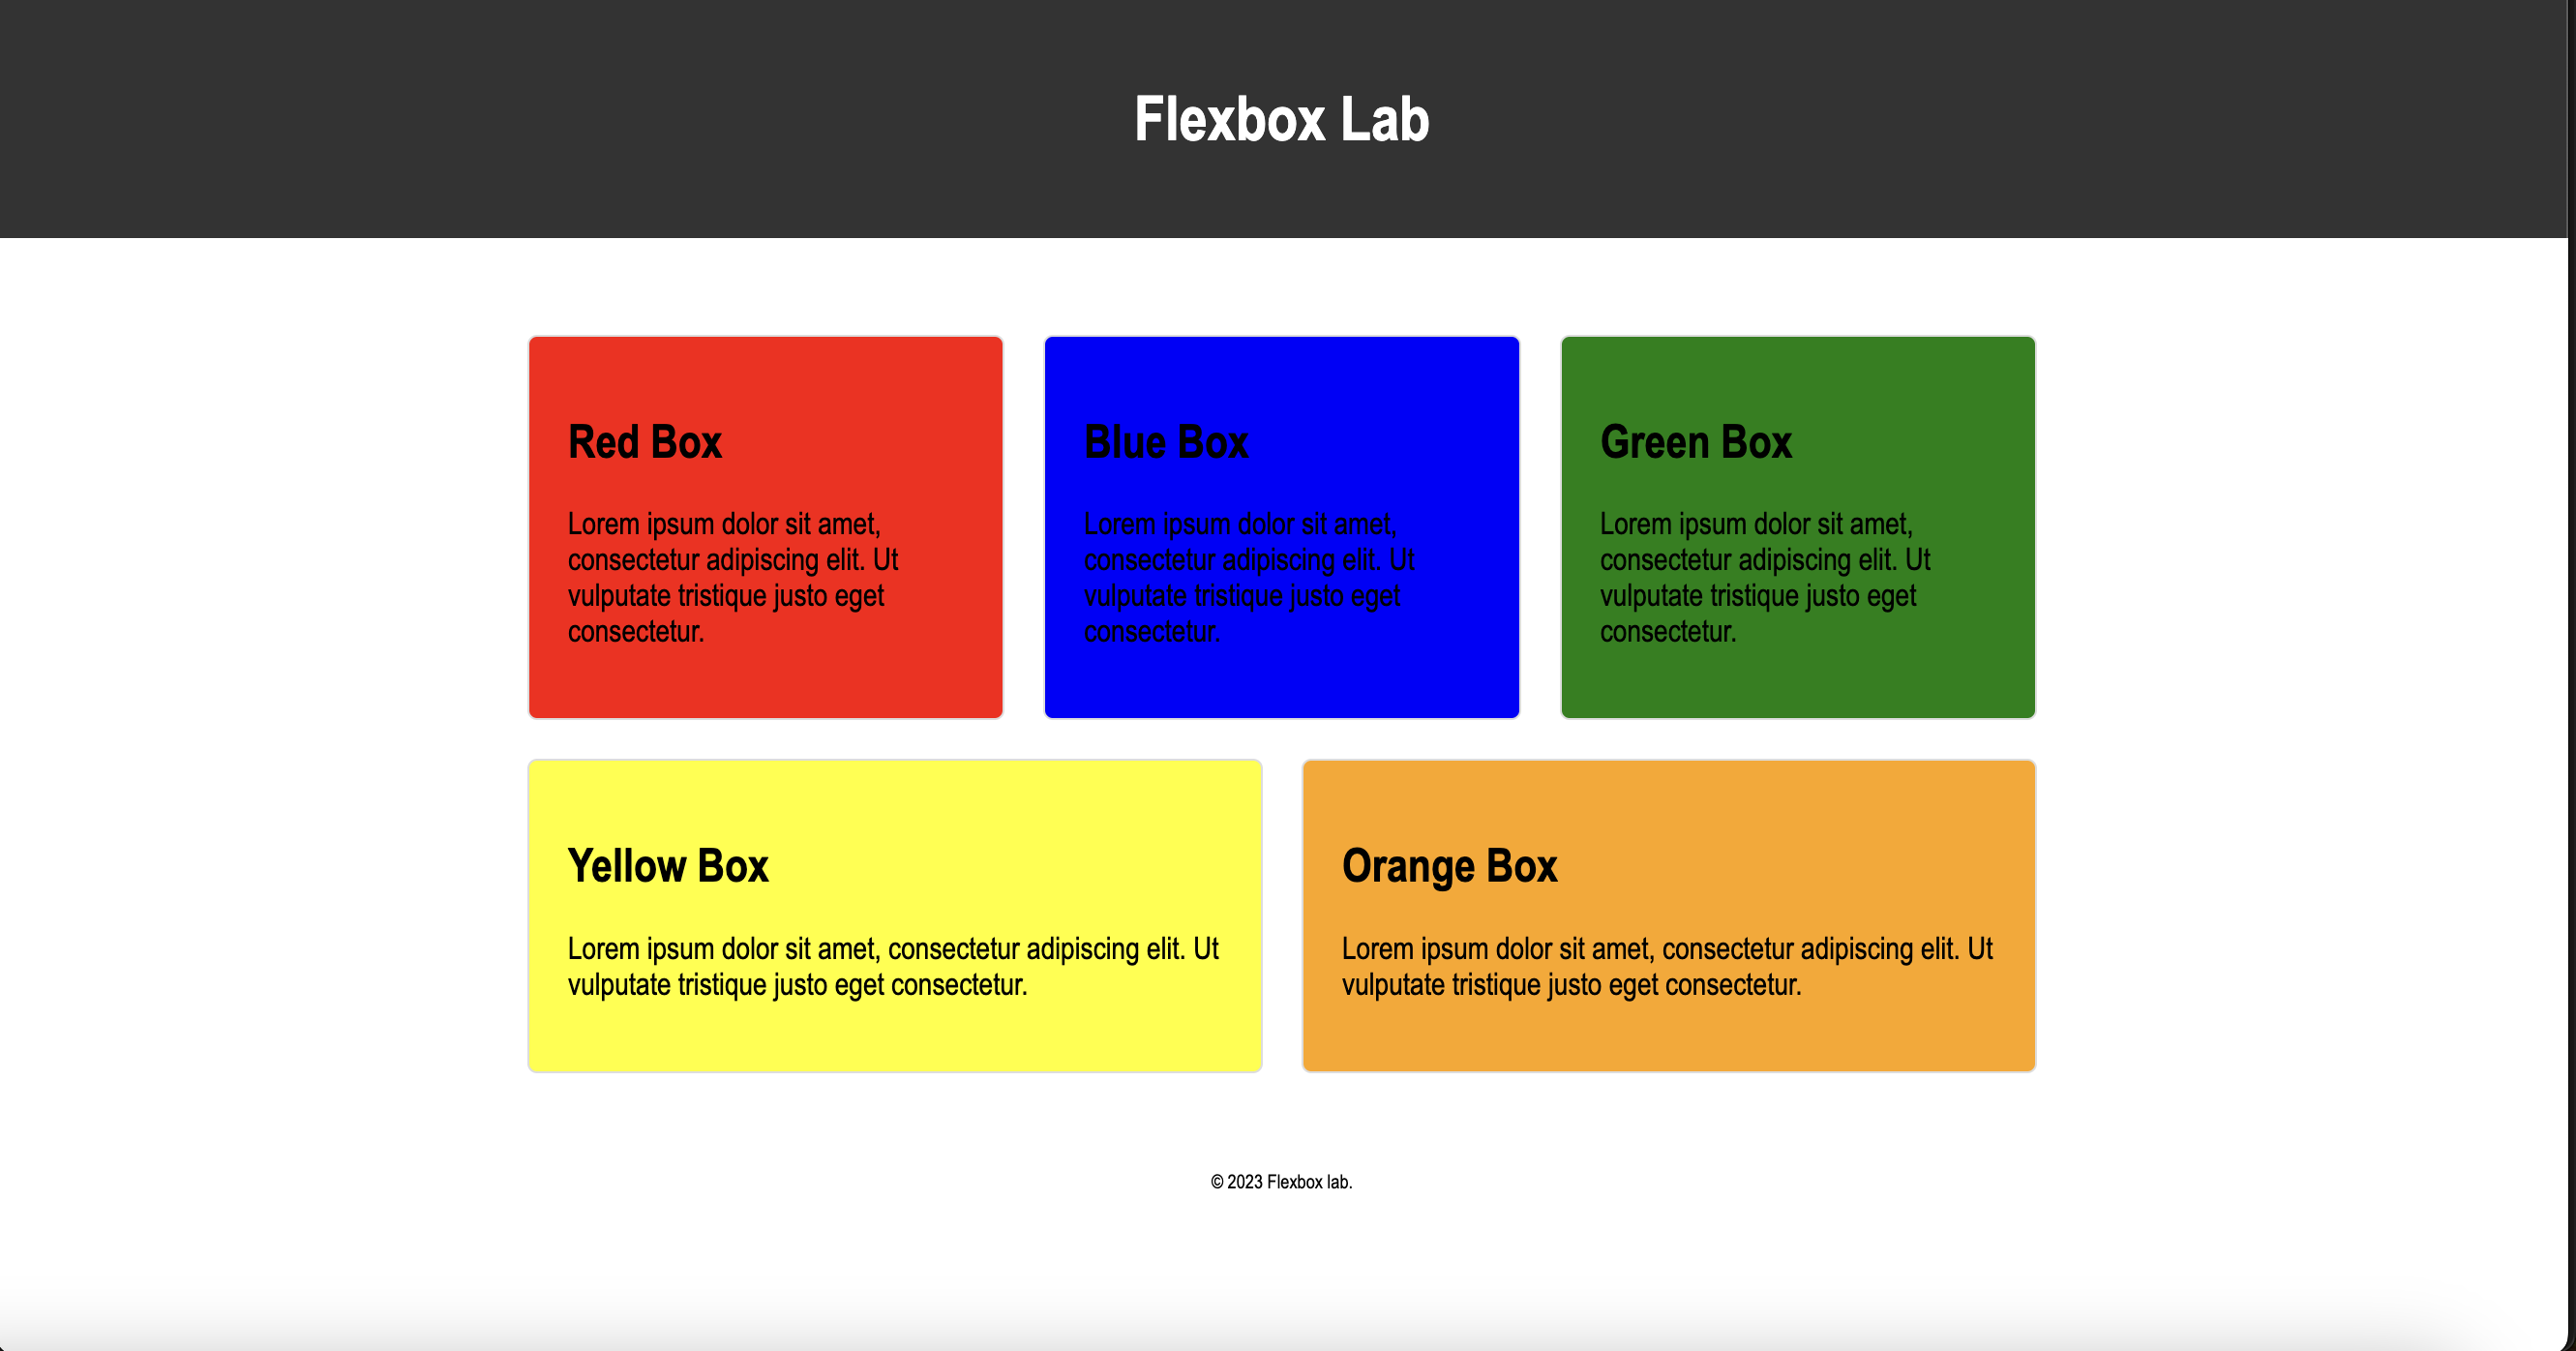 Flexbox Lab
Red Box
Lorem ipsum dolor sit amet,
consectetur adipiscing elit. Ut
vulputate tristique justo eget
consectetur.
Blue Box
Lorem ipsum dolor sit amet,
consectetur adipiscing elit. Ut
vulputate tristique justo eget
consectetur.
Green Box
Lorem ipsum dolor sit amet,
consectetur adipiscing elit. Ut
vulputate tristique justo eget
consectetur.
Yellow Box
Lorem ipsum dolor sit amet, consectetur adipiscing elit. Ut
vulputate tristique justo eget consectetur.
Orange Box
Lorem ipsum dolor sit amet, consectetur adipiscing elit. Ut
vulputate tristique justo eget consectetur.
© 2023 Flexbox lab.